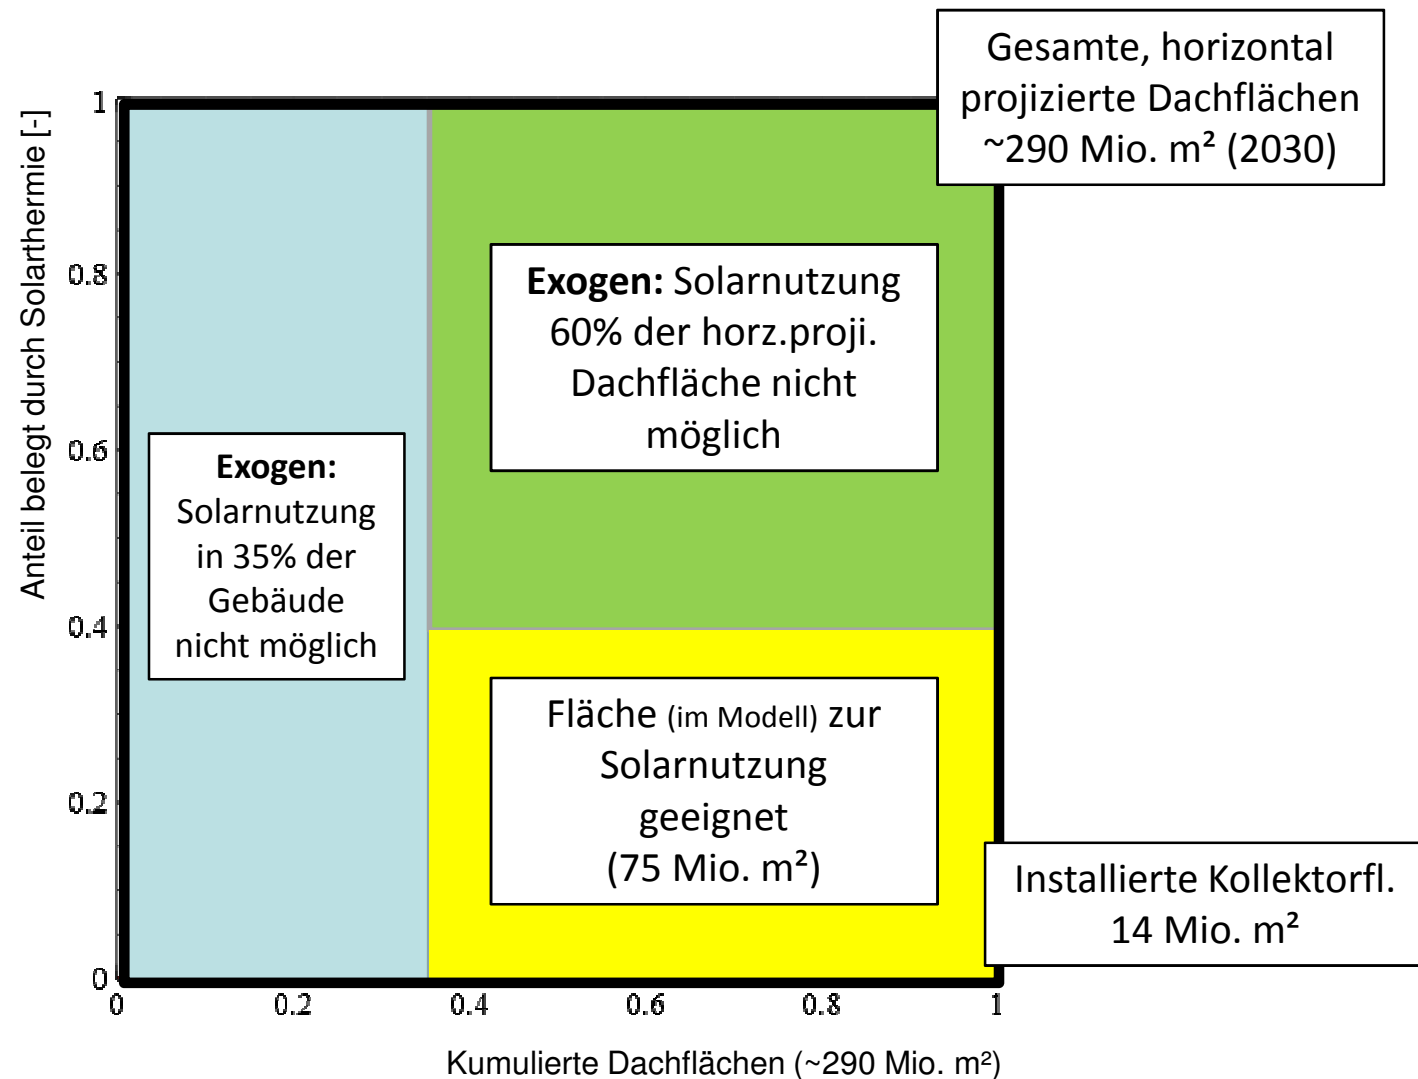 Gesamte, horizontal
projizierte Dachflächen
~290 Mio. m² (2030)
Anteil belegt durch Solarthermie [-]
1
0.8
0.6
0.4
0.2
0
Exogen: Solarnutzung
60% der horz.proji.
Dachfläche nicht
möglich
Exogen:
Solarnutzung
in 35% der
Gebäude
nicht möglich
Fläche (im Modell) zur
Solarnutzung
geeignet
(75 Mio. m²)
Installierte Kollektorfl.
14 Mio. m²
0 0.2 0.4 0.6 0.8 1
Kumulierte Dachflächen (~290 Mio. m²)